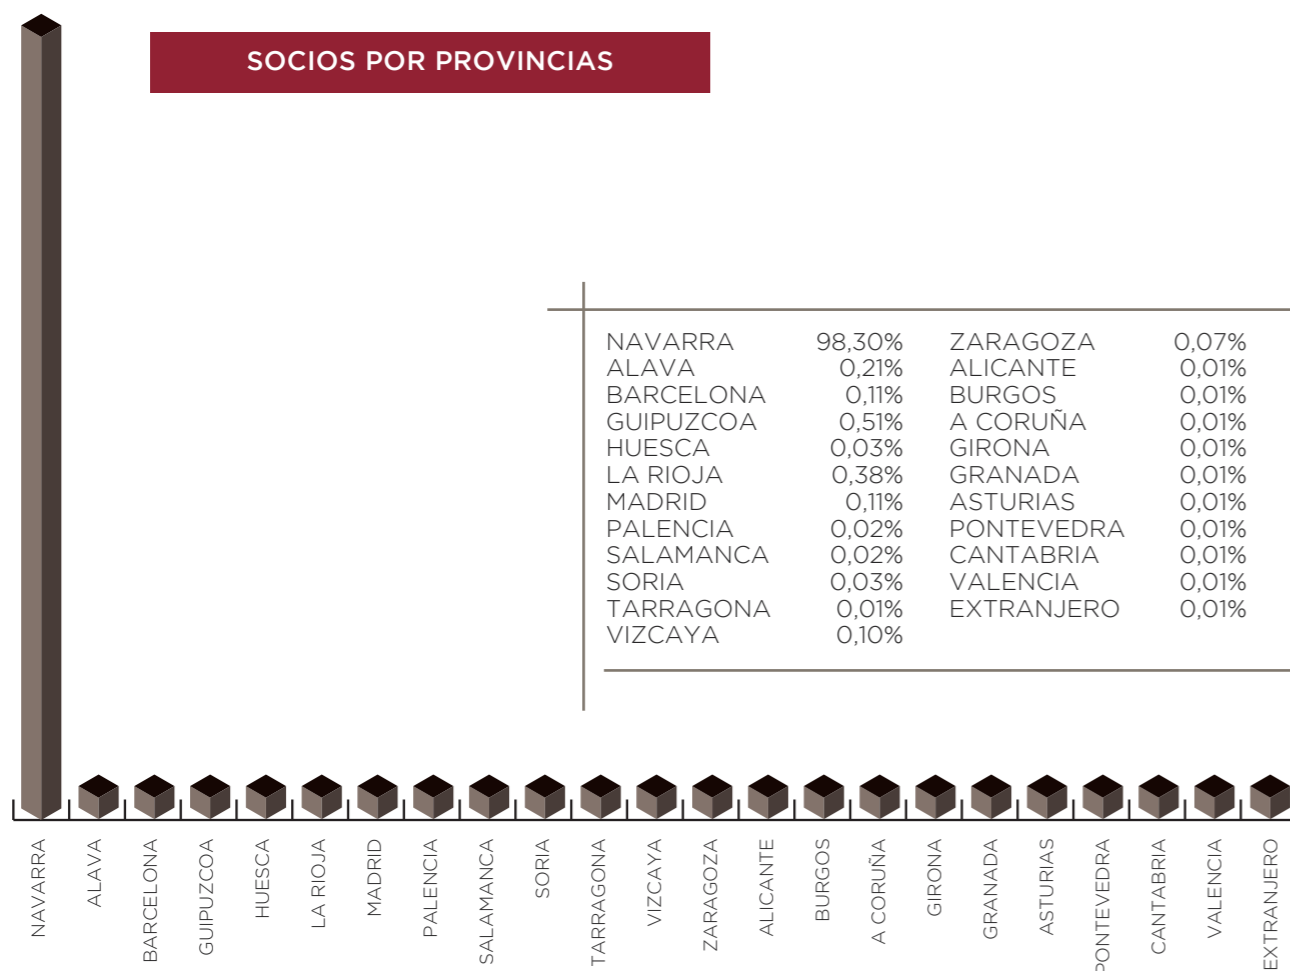 SOCIOS POR PROVINCIAS
NAVARRA 98,30% ZARAGOZA 0,07%
ALAVA 0,21% ALICANTE 0,01%
BARCELONA 0,11% BURGOS 0,01%
GUIPUZCOA 0,51% A CORUÑA 0,01%
HUESCA 0,03% GIRONA 0,01%
LA RIOJA 0,38% GRANADA 0,01%
MADRID 0,11% ASTURIAS 0,01%
PALENCIA 0,02% PONTEVEDRA 0,01%
SALAMANCA 0,02% CANTABRIA 0,01%
SORIA 0,03% VALENCIA 0,01%
TARRAGONA 0,01% EXTRANJERO 0,01%
VIZCAYA 0,10%
NAVARRA
ALAVA
BARCELONA
GUIPUZCOA
HUESCA
LA RIOJA
MADRID
PALENCIA
SALAMANCA
SORIA
TARRAGONA
VIZCAYA
ZARAGOZA
ALICANTE
BURGOS
A CORUÑA
GIRONA
GRANADA
ASTURIAS
PONTEVEDRA
CANTABRIA
VALENCIA
EXTRANJERO